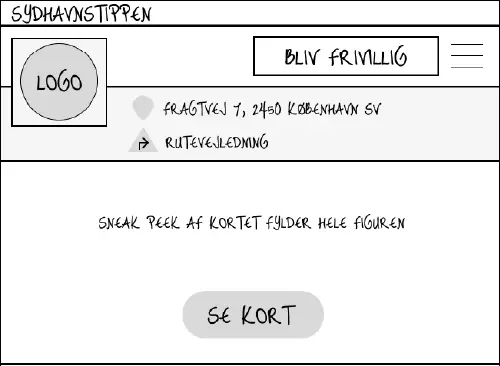 SYDHAVNSTIPPEN
LOGO
BLIV FRIVILLIG
FRAGTVEJ 7, 2450 KØBENHAVN SV
RUTEVEJLEDNING
SNEAK PEEK AF KORTET FYLDER HELE FIGUREN
SE KORT